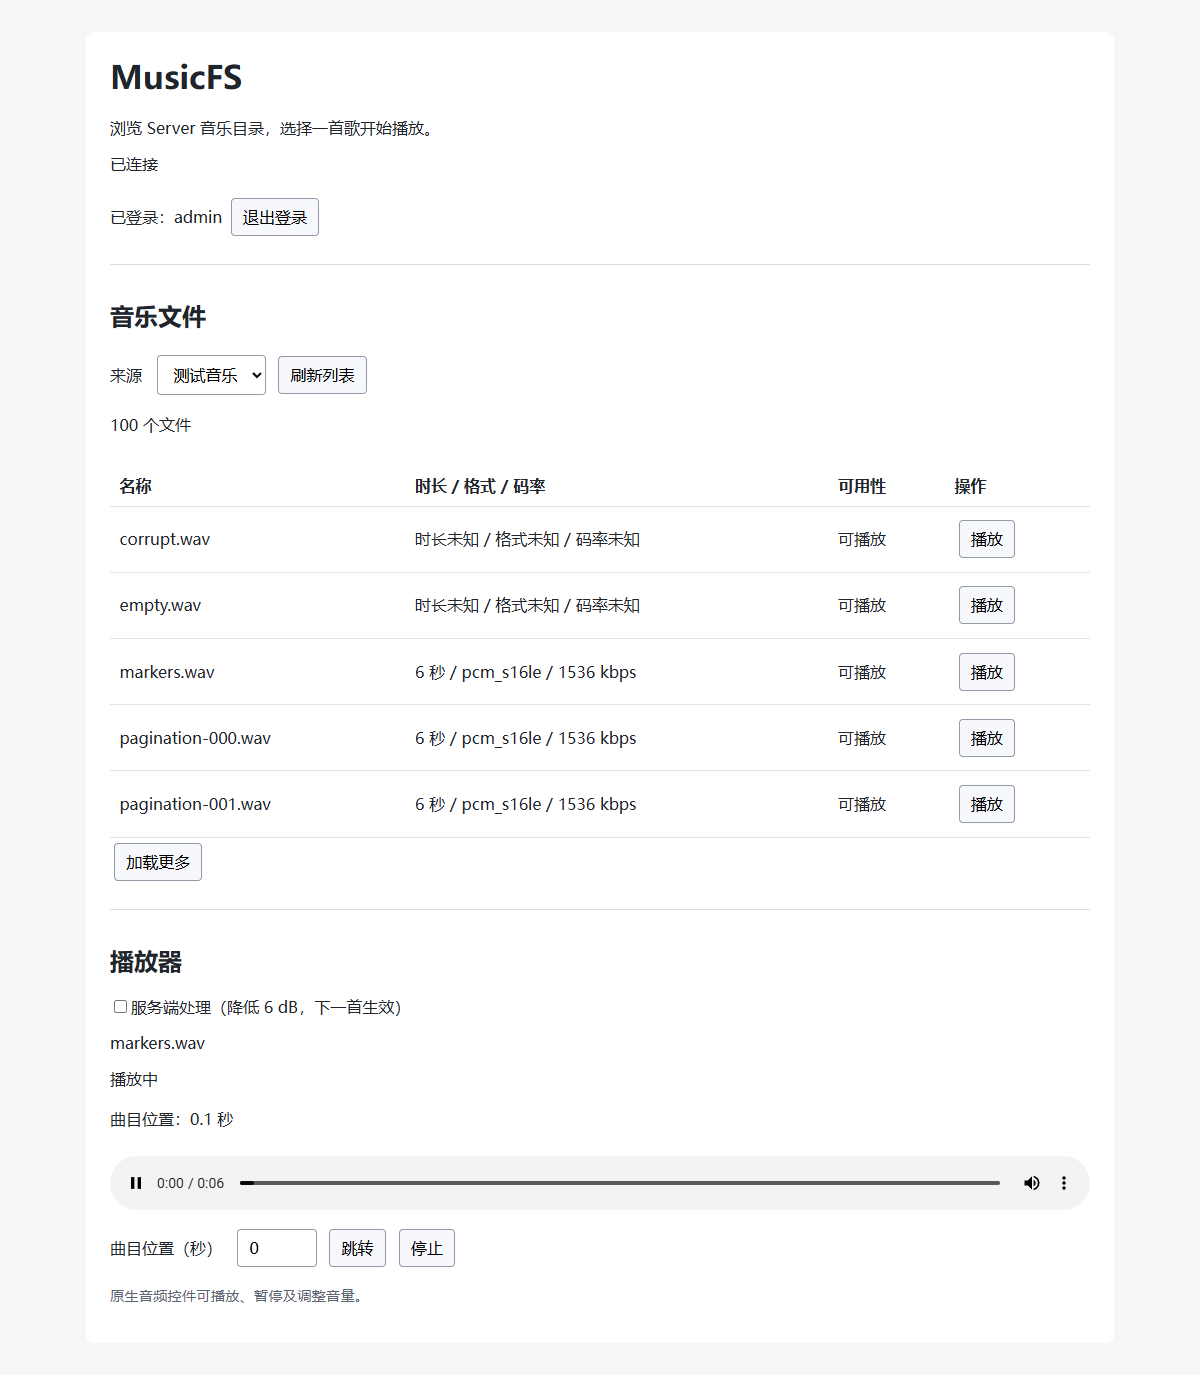 MusicFS
浏览 Server 音乐目录，选择一首歌开始播放。
已连接
已登录：admin 退出登录
音乐文件
来源 测试音乐 刷新列表
100 个文件
名称 时长 / 格式 / 码率 可用性 操作
corrupt.wav 时长未知 / 格式未知 / 码率未知 可播放 播放
empty.wav 时长未知 / 格式未知 / 码率未知 可播放 播放
markers.wav 6 秒 / pcm_s16le / 1536 kbps 可播放 播放
pagination-000.wav 6 秒 / pcm_s16le / 1536 kbps 可播放 播放
pagination-001.wav 6 秒 / pcm_s16le / 1536 kbps 可播放 播放
加载更多
播放器
服务端处理（降低 6 dB，下一首生效）
markers.wav
播放中
曲目位置：0.1 秒
0:00 / 0:06
曲目位置（秒） 0 跳转 停止
原生音频控件可播放、暂停及调整音量。